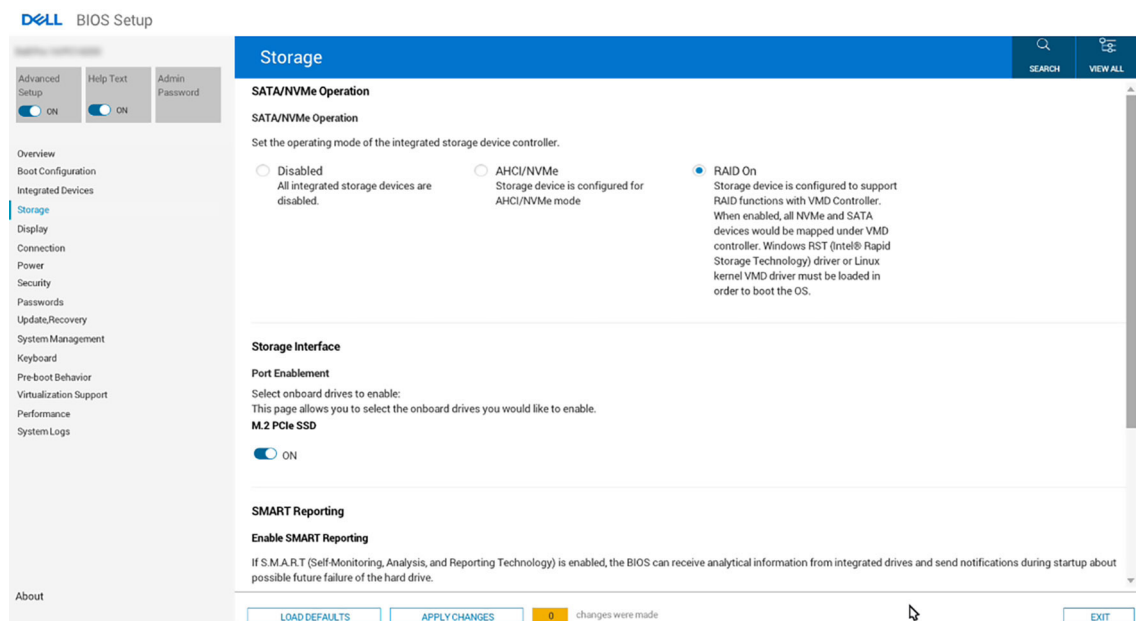 DELL BIOS Setup
Advanced Setup
ON
Help Text
ON
Admin Password
Overview
Boot Configuration
Integrated Devices
Storage
Display
Connection
Power
Security
Passwords
Update,Recovery
System Management
Keyboard
Pre-boot Behavior
Virtualization Support
Performance
System Logs
About
Storage
SEARCH
VIEW ALL
SATA/NVMe Operation
SATA/NVMe Operation
Set the operating mode of the integrated storage device controller.
Disabled
All integrated storage devices are
disabled.
AHCI/NVMe
Storage device is configured for
AHCI/NVMe mode
RAID On
Storage device is configured to support
RAID functions with VMD Controller.
When enabled, all NVMe and SATA
devices would be mapped under VMD
controller. Windows RST (Intel® Rapid
Storage Technology) driver or Linux
kernel VMD driver must be loaded in
order to boot the OS.
Storage Interface
Port Enablement
Select onboard drives to enable:
This page allows you to select the onboard drives you would like to enable.
M.2 PCIe SSD
ON
SMART Reporting
Enable SMART Reporting
If S.M.A.R.T (Self-Monitoring, Analysis, and Reporting Technology) is enabled, the BIOS can receive analytical information from integrated drives and send notifications during startup about
possible future failure of the hard drive.
LOAD DEFAULTS
APPLY CHANGES
0 changes were made
EXIT